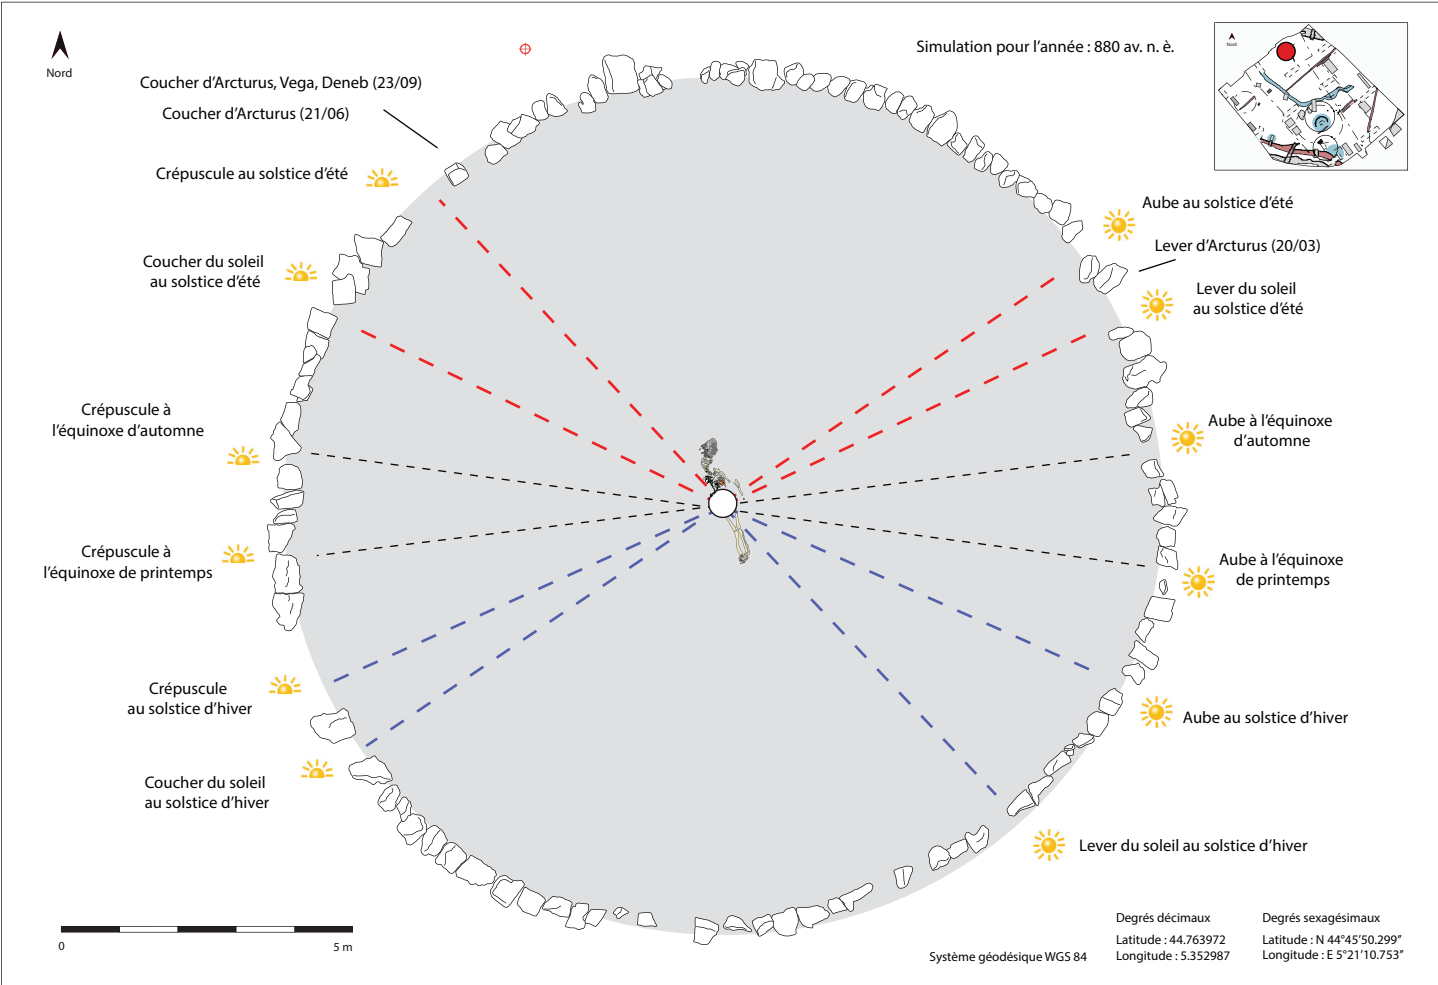 Nord
Simulation pour l'année : 880 av. n. è.
Nord
Coucher d'Arcturus, Vega, Deneb (23/09)
Coucher d'Arcturus (21/06)
Crépuscule au solstice d'été
Aube au solstice d'été
Lever d'Arcturus (20/03)
Coucher du soleil
au solstice d'été
Lever du soleil
au solstice d'été
Crépuscule à
l'équinoxe d'automne
Aube à l'équinoxe
d'automne
Crépuscule à
l'équinoxe de printemps
Aube à l'équinoxe
de printemps
Crépuscule
au solstice d'hiver
Aube au solstice d'hiver
Coucher du soleil
au solstice d'hiver
Lever du soleil au solstice d'hiver
0
5 m
Système géodésique WGS 84
Degrés décimaux
Latitude : 44.763972
Longitude : 5.352987
Degrés sexagésimaux
Latitude : N 44°45'50.299"
Longitude : E 5°21'10.753"